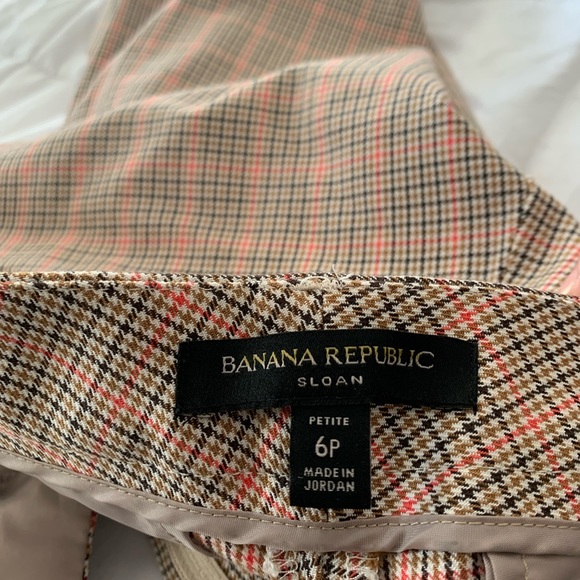 BANANA REPUBLIC
SLOAN
PETITE
6P
MADE IN
JORDAN